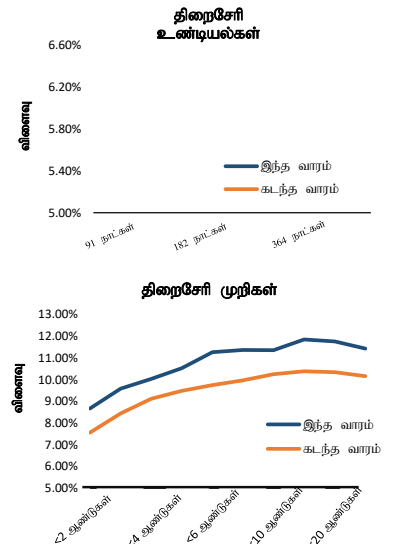 திறைசேரி
உண்டியல்கள்
6.60%
6.20%
5.80%
5.40%
5.00%
விளைவு
இந்த வாரம்
கடந்த வாரம்
91 நாட்கள்
182 நாட்கள்
364 நாட்கள்
திறைசேரி முறிகள்
13.00%
12.00%
11.00%
10.00%
9.00%
8.00%
7.00%
6.00%
5.00%
விளைவு
இந்த வாரம்
கடந்த வாரம்
<2 ஆண்டுகள்
<4 ஆண்டுகள்
<6 ஆண்டுகள்
<10 ஆண்டுகள்
<20 ஆண்டுகள்